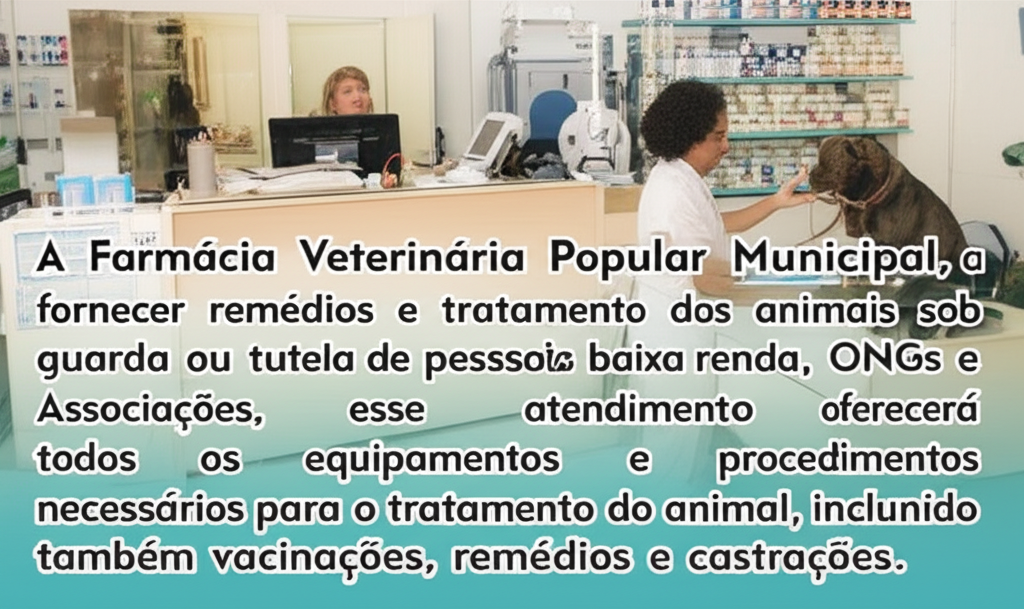 A Farmácia Veterinária Popular Municipal, a
fornecer remédios e tratamento dos animais sob
guarda ou tutela de baixa renda, ONGs e
Associações, esse atendimento oferecerá
todos os equipamentos e procedimentos
necessários para o tratamento do animal, inclunido
também vacinações, remédios e castrações.